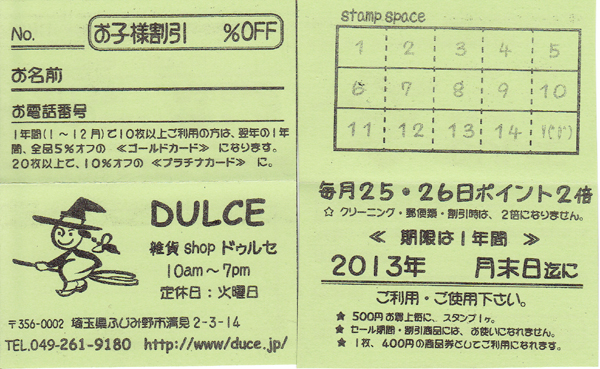 No. お子様割引 %OFF
お名前
お電話番号
1年間(1~12月)で10枚以上ご利用の方は、翌年の1年
間、全品5%オフの ≪ゴールドカード≫ になります。
20枚以上で、10%オフの ≪プラチナカード≫ に。
DULCE
雑貨shopドゥルセ
10am~7pm
定休日:火曜日
〒356-0002 埼玉県ふじみ野市清見2-3-14
TEL.049-261-9180 http://www/duce.jp/
stamp space
1 2 3 4 5
6 7 8 9 10
11 12 13 14
毎月25・26日ポイント2倍
☆ クリーニング・郵便類・割引時は、2倍になりません。
≪ 期限は1年間 ≫
2013年 月末日迄に
ご利用・ご使用下さい。
★ 500円お買上毎に、スタンプ1ヶ。
★ セール期間・割引商品には、お使いになれません。
★ 1枚、400円の商品券としてご利用になれます。